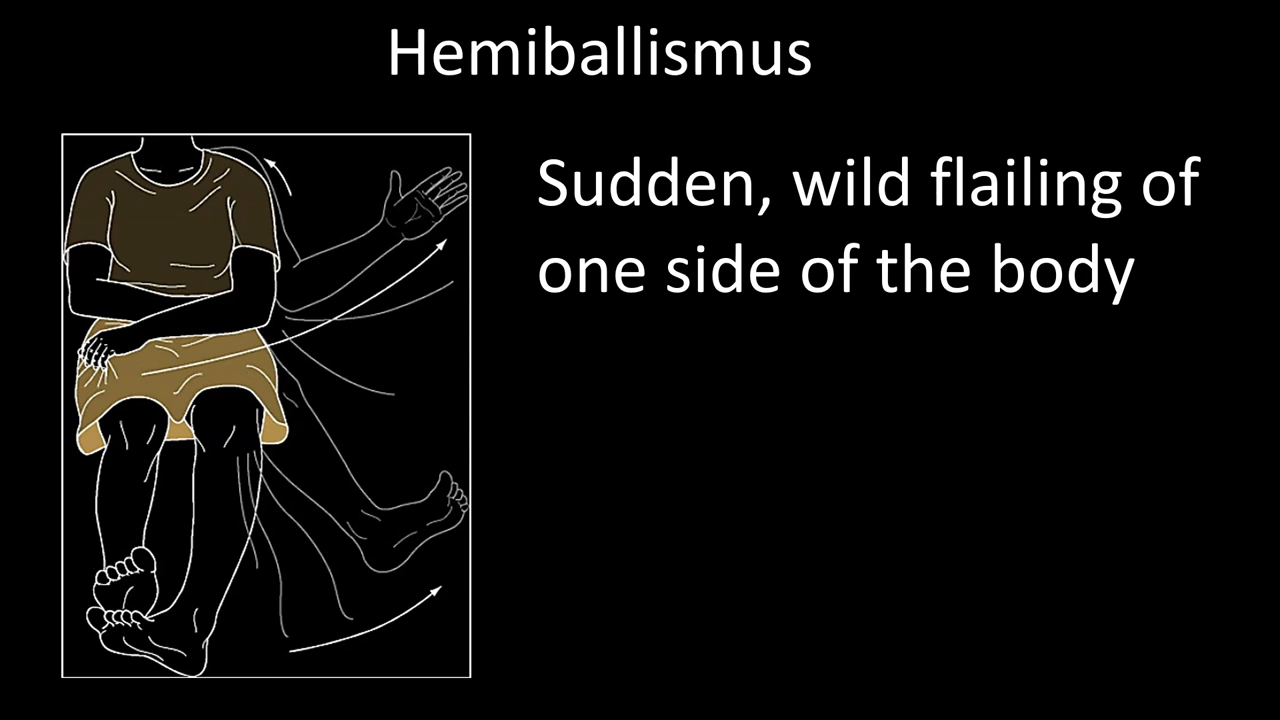 Hemiballismus
Sudden, wild flailing of
one side of the body